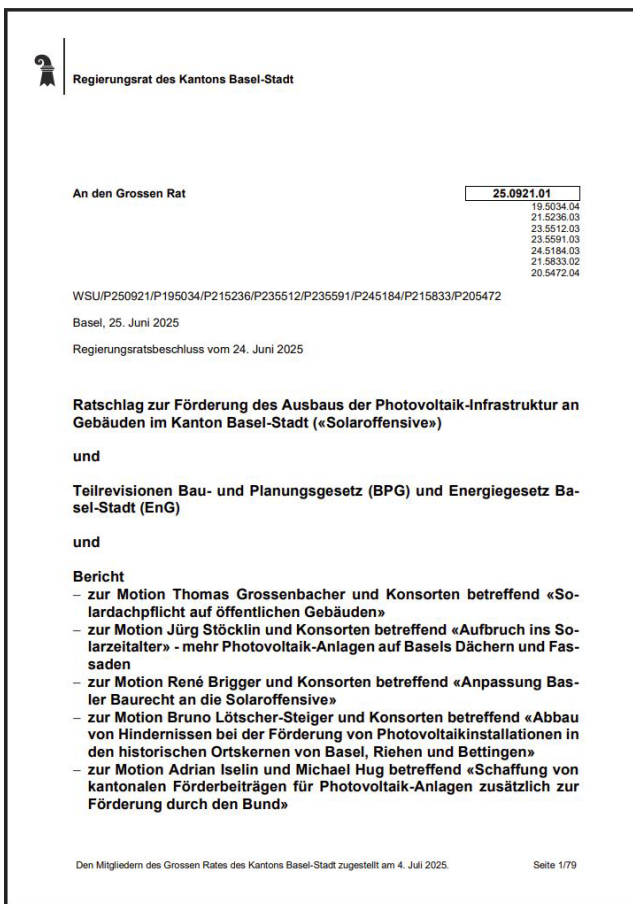 Regierungsrat des Kantons Basel-Stadt
An den Grossen Rat
25.0921.01
19.5034.04
21.5236.03
23.5512.03
23.5591.03
24.5184.03
21.5833.02
20.5472.04
WSU/P250921/P195034/P215236/P235512/P235591/P245184/P215833/P205472
Basel, 25. Juni 2025
Regierungsratsbeschluss vom 24. Juni 2025
Ratschlag zur Förderung des Ausbaus der Photovoltaik-Infrastruktur an
Gebäuden im Kanton Basel-Stadt («Solaroffensive»)
und
Teilrevisionen Bau- und Planungsgesetz (BPG) und Energiegesetz Ba-
sel-Stadt (EnG)
und
Bericht
– zur Motion Thomas Grossenbacher und Konsorten betreffend «So-
lardachpflicht auf öffentlichen Gebäuden»
– zur Motion Jürg Stöcklin und Konsorten betreffend «Aufbruch ins So-
larzeitalter» - mehr Photovoltaik-Anlagen auf Basels Dächern und Fas-
saden
– zur Motion René Brigger und Konsorten betreffend «Anpassung Bas-
ler Baurecht an die Solaroffensive»
– zur Motion Bruno Lötscher-Steiger und Konsorten betreffend «Abbau
von Hindernissen bei der Förderung von Photovoltaikinstallationen in
den historischen Ortskernen von Basel, Riehen und Bettingen»
– zur Motion Adrian Iselin und Michael Hug betreffend «Schaffung von
kantonalen Förderbeiträgen für Photovoltaik-Anlagen zusätzlich zur
Förderung durch den Bund»
Den Mitgliedern des Grossen Rates des Kantons Basel-Stadt zugestellt am 4. Juli 2025.
Seite 1/79